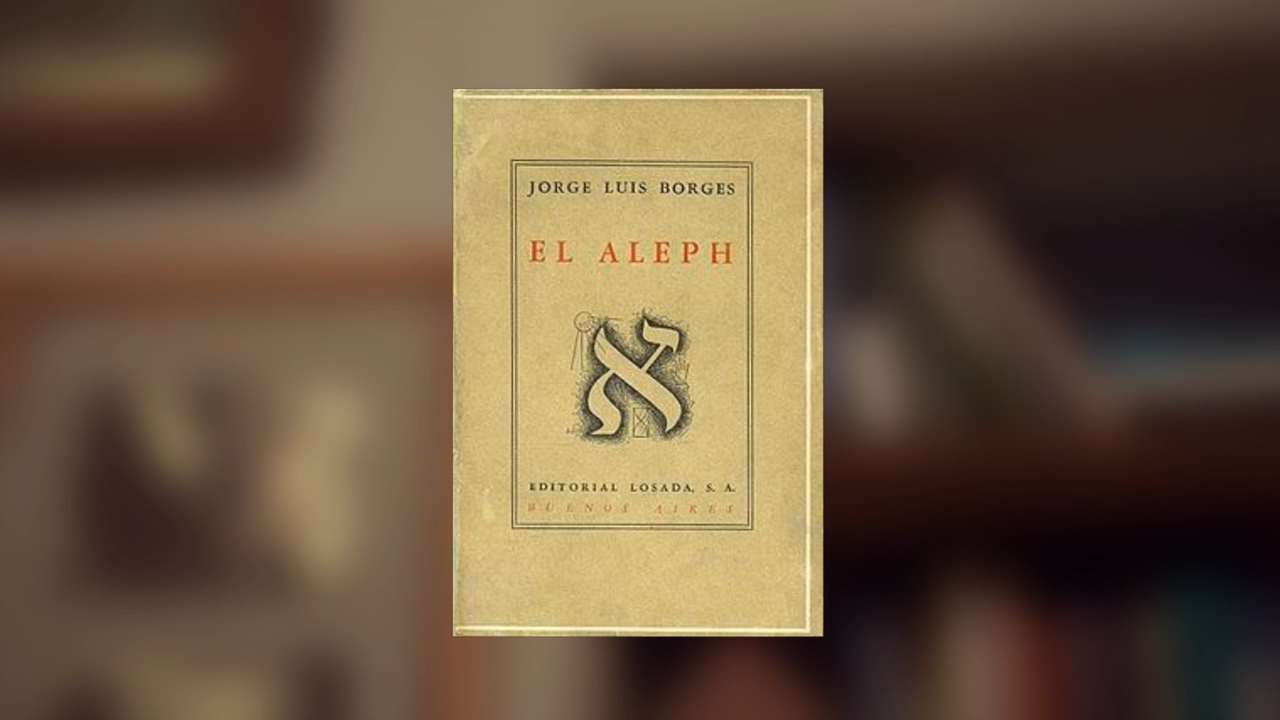 JORGE LUIS BORGES
EL ALEPH
א
EDITORIAL LOSADA, S. A.
BUENOS AIRES